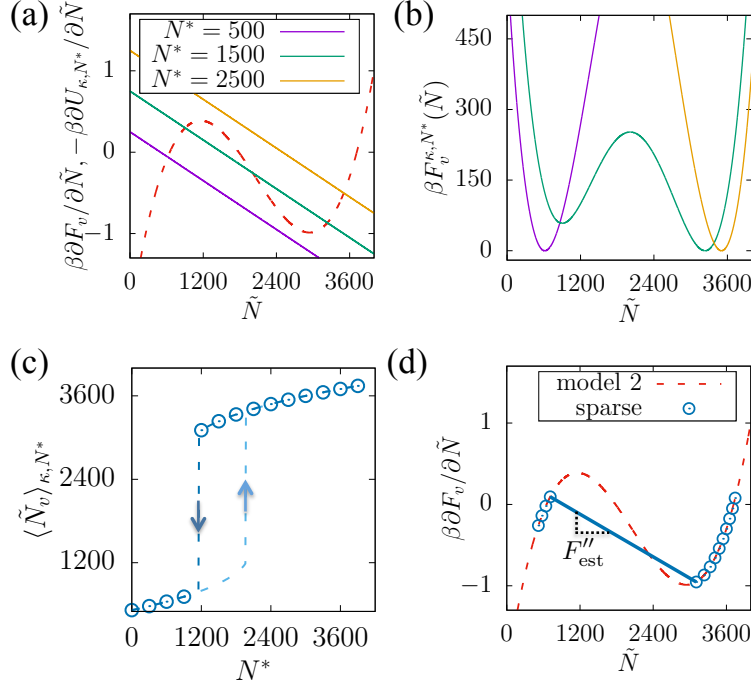 (a)
N* = 500
N* = 1500
N* = 2500
β∂F_v/∂Ñ, −β∂U_{κ,N*}/∂Ñ
1
0
−1
0 1200 2400 3600
Ñ
(b)
βF_v^{κ,N*}(Ñ)
450
300
150
0
0 1200 2400 3600
Ñ
(c)
⟨Ñ_v⟩_{κ,N*}
3600
2400
1200
0 1200 2400 3600
N*
(d)
model 2
sparse
β∂F_v/∂Ñ
1
0
−1
F″_est
0 1200 2400 3600
Ñ